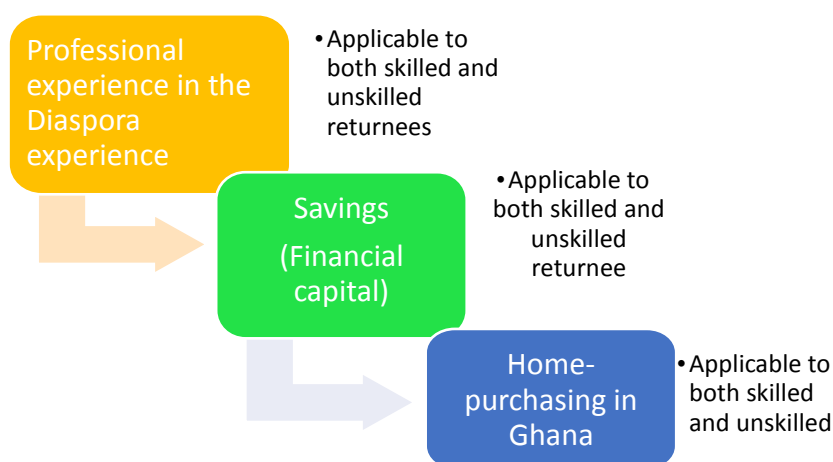 Professional
experience in the
Diaspora
experience
•Applicable to
both skilled and
unskilled
returnees
Savings
(Financial
capital)
•Applicable to
both skilled and
unskilled
returnee
Home-
purchasing in
Ghana
•Applicable to
both skilled
and unskilled